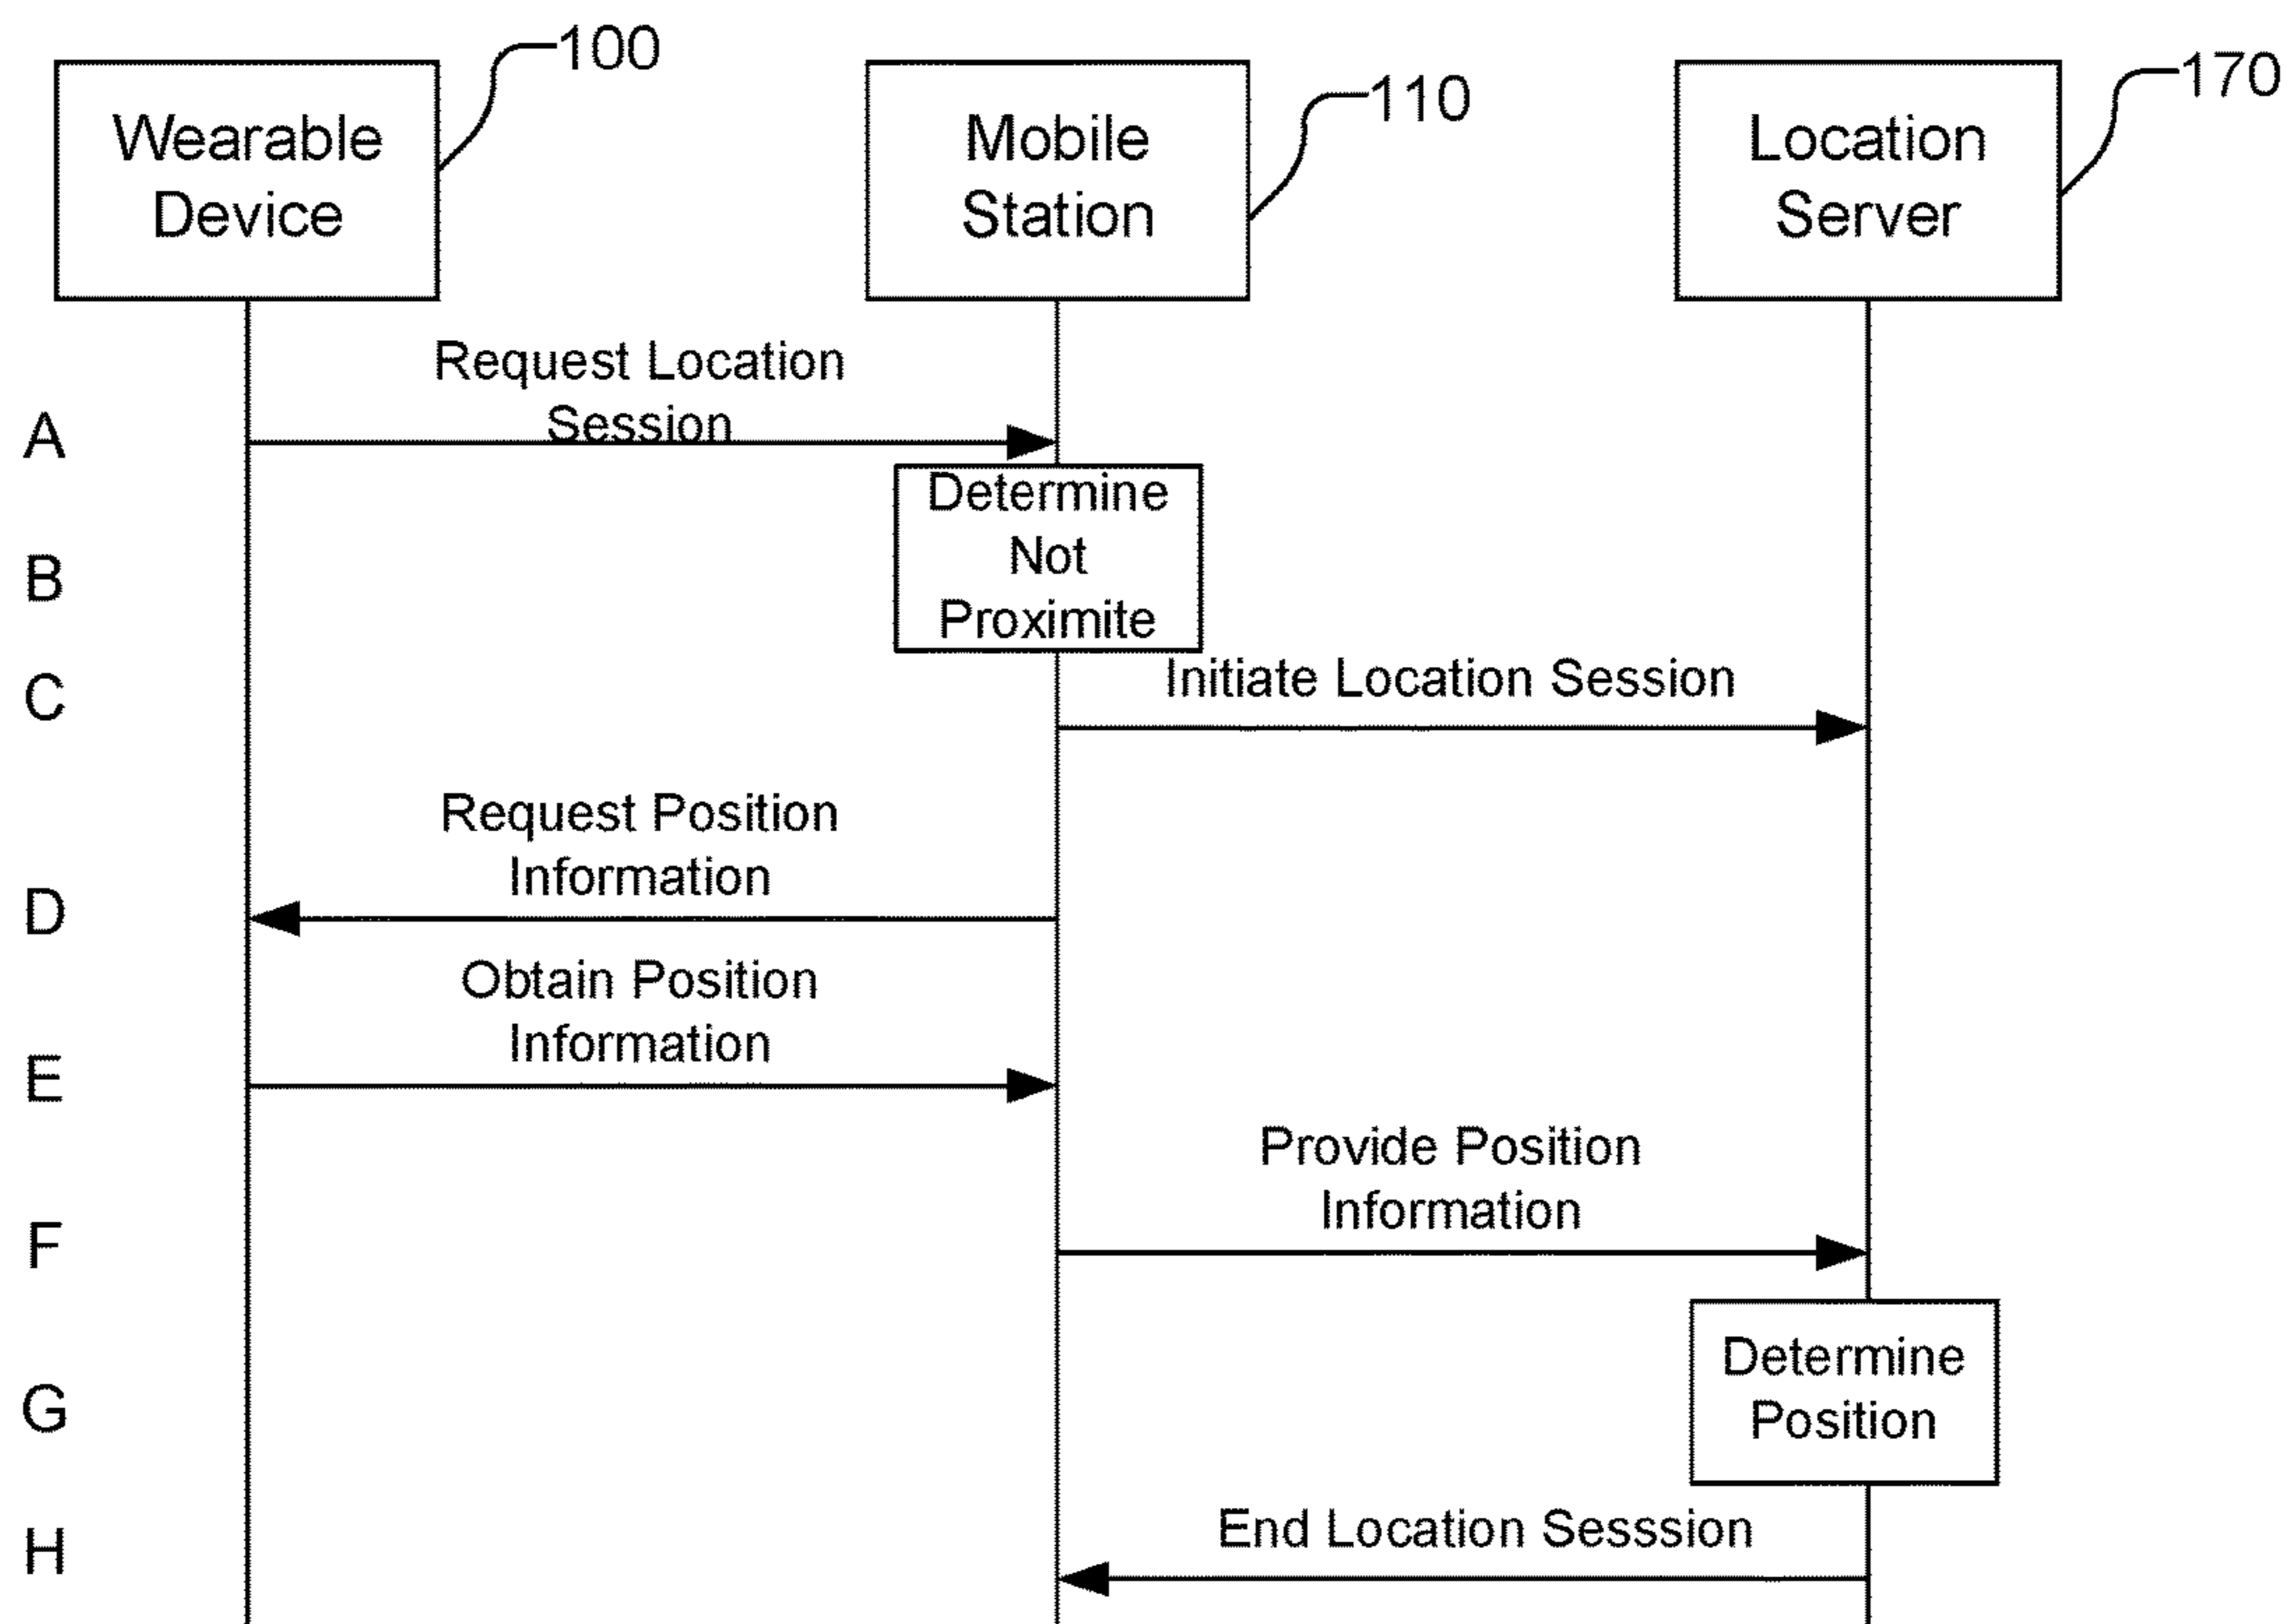 100
110
170
Wearable
Device
Mobile
Station
Location
Server
Request Location
Session
A
Determine
Not
Proximite
B
C
Initiate Location Session
Request Position
Information
D
Obtain Position
Information
E
Provide Position
Information
F
Determine
Position
G
End Location Sesssion
H